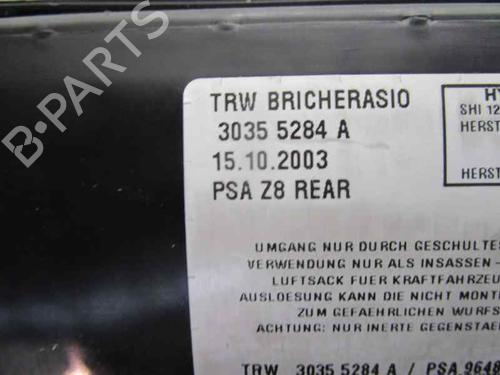 TRW BRICHERASIO
3035 5284 A
15.10.2003
PSA Z8 REAR
SHI 12
HERST
HERST
UMGANG NUR DURCH GESCHULTES
VERWENDUNG NUR ALS INSASSEN -
LUFTSACK FUER KRAFTFAHRZEU
AUSLOESUNG KANN DIE NICHT MONT
ZUM GEFAEHRLICHEN WURFS
ACHTUNG: NUR INERTE GEGENSTAE
TRW 3035 5284 A / PSA 9648
B-PARTS